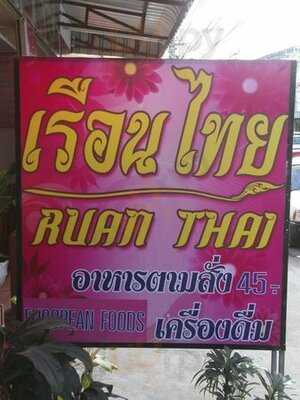 เรือนไทย
RUAN THAI
อาหารตามสั่ง 45.-
EUROPEAN FOODS เครื่องดื่ม